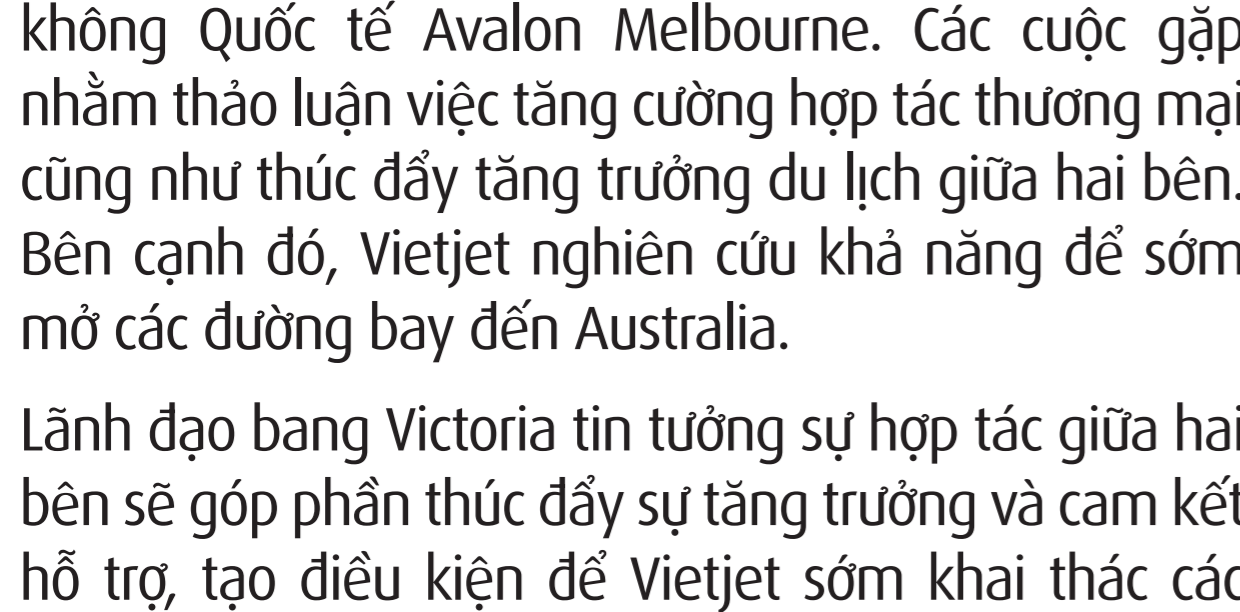 không Quốc tế Avalon Melbourne. Các cuộc gặp
nhằm thảo luận việc tăng cường hợp tác thương mại
cũng như thúc đẩy tăng trưởng du lịch giữa hai bên.
Bên cạnh đó, Vietjet nghiên cứu khả năng để sớm
mở các đường bay đến Australia.
Lãnh đạo bang Victoria tin tưởng sự hợp tác giữa hai
bên sẽ góp phần thúc đẩy sự tăng trưởng và cam kết
hỗ trợ, tạo điều kiện để Vietjet sớm khai thác các